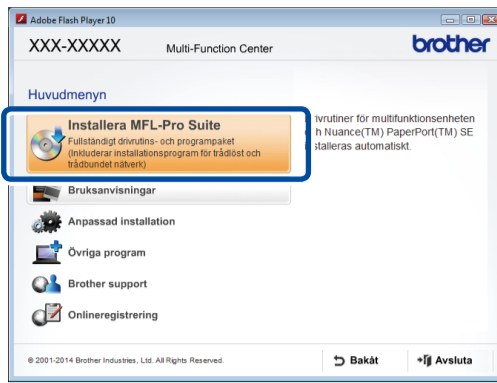 Adobe Flash Player 10
XXX-XXXXX
Multi-Function Center
brother
Huvudmenyn
Installera MFL-Pro Suite
Fullständigt drivrutins- och programpaket
(Inkluderar installationsprogram för trådlöst och
trådbundet nätverk)
ivrutiner för multifunktionsenheten
h Nuance(TM) PaperPort(TM) SE
stalleras automatiskt.
Bruksanvisningar
Anpassad installation
Övriga program
Brother support
Onlineregistrering
© 2001-2014 Brother Industries, Ltd. All Rights Reserved.
Bakåt
Avsluta